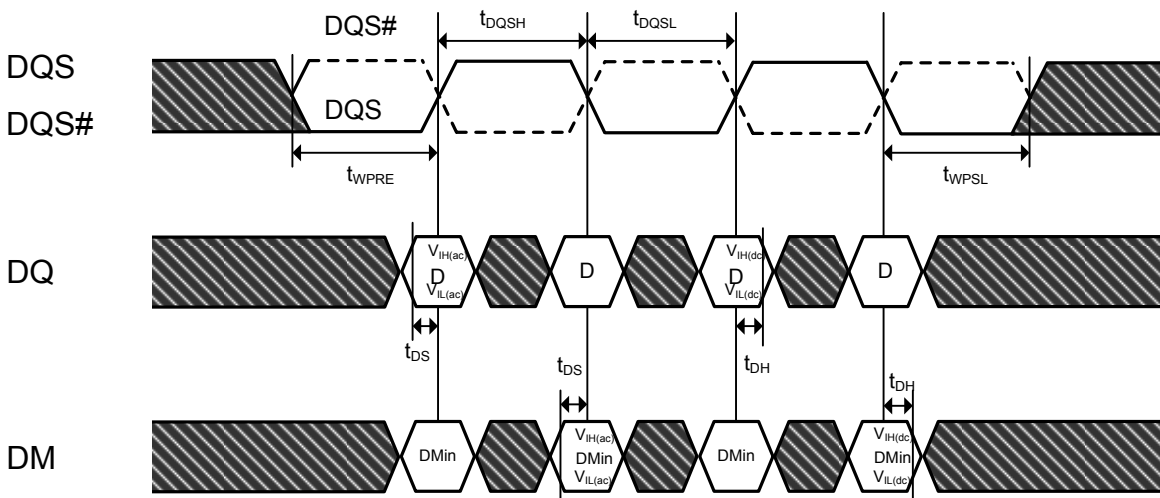 DQS#
tDQSH
tDQSL
DQS
DQS
DQS#
tWPRE
tWPSL
DQ
VIH(ac)
D
VIL(ac)
D
VIH(dc)
D
VIL(dc)
D
tDS
tDS
tDH
tDH
DM
DMin
VIH(ac)
DMin
VIL(ac)
DMin
VIH(dc)
DMin
VIL(dc)